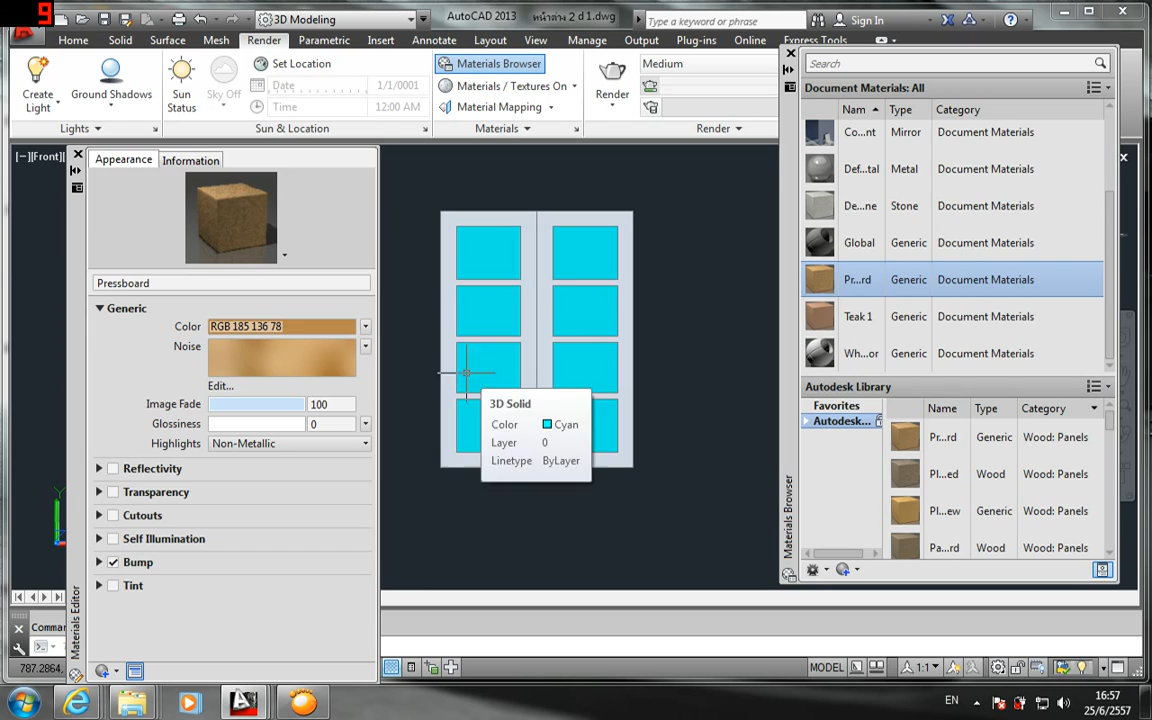 9
3D Modeling
AutoCAD 2013
หน้าต่าง 2 d 1.dwg
Type a keyword or phrase
Sign In
Home
Solid
Surface
Mesh
Render
Parametric
Insert
Annotate
Layout
View
Manage
Output
Plug-ins
Online
Express Tools
Create
Light
Ground Shadows
Sun
Status
Sky Off
Set Location
Date
1/1/0001
Time
12:00 AM
Materials Browser
Materials / Textures On
Material Mapping
Render
Medium
Lights
Sun & Location
Materials
Render
Search
Document Materials: All
Nam
Type
Category
Co...nt
Mirror
Document Materials
Def...tal
Metal
Document Materials
De...ne
Stone
Document Materials
Global
Generic
Document Materials
Pr...rd
Generic
Document Materials
Teak 1
Generic
Document Materials
Wh...or
Generic
Document Materials
Autodesk Library
Favorites
Autodesk...
Name
Type
Category
Pr...rd
Generic
Wood: Panels
Pl...ed
Wood
Wood: Panels
Pl...ew
Generic
Wood: Panels
Pa...rd
Wood
Wood: Panels
Materials Browser
[−][Front][
Appearance
Information
Pressboard
Generic
Color
RGB 185 136 78
Noise
Edit...
Image Fade
100
Glossiness
0
Highlights
Non-Metallic
Reflectivity
Transparency
Cutouts
Self Illumination
Bump
Tint
Materials Editor
3D Solid
Color
Cyan
Layer
0
Linetype
ByLayer
Y
Comma
787.2864,
MODEL
1:1
EN
16:57
25/6/2557